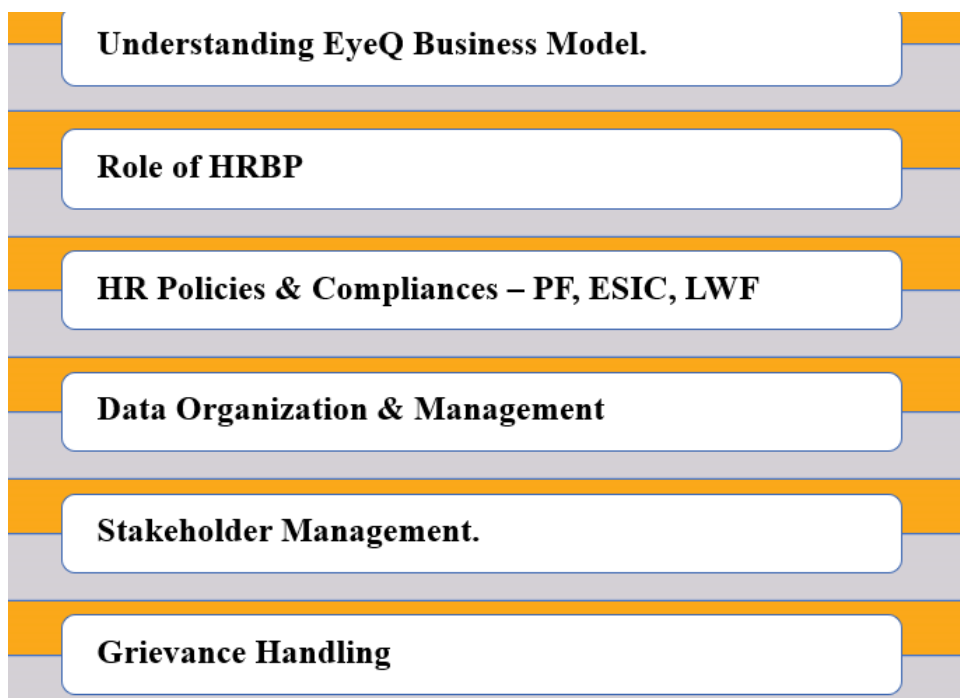 Understanding EyeQ Business Model.
Role of HRBP
HR Policies & Compliances – PF, ESIC, LWF
Data Organization & Management
Stakeholder Management.
Grievance Handling